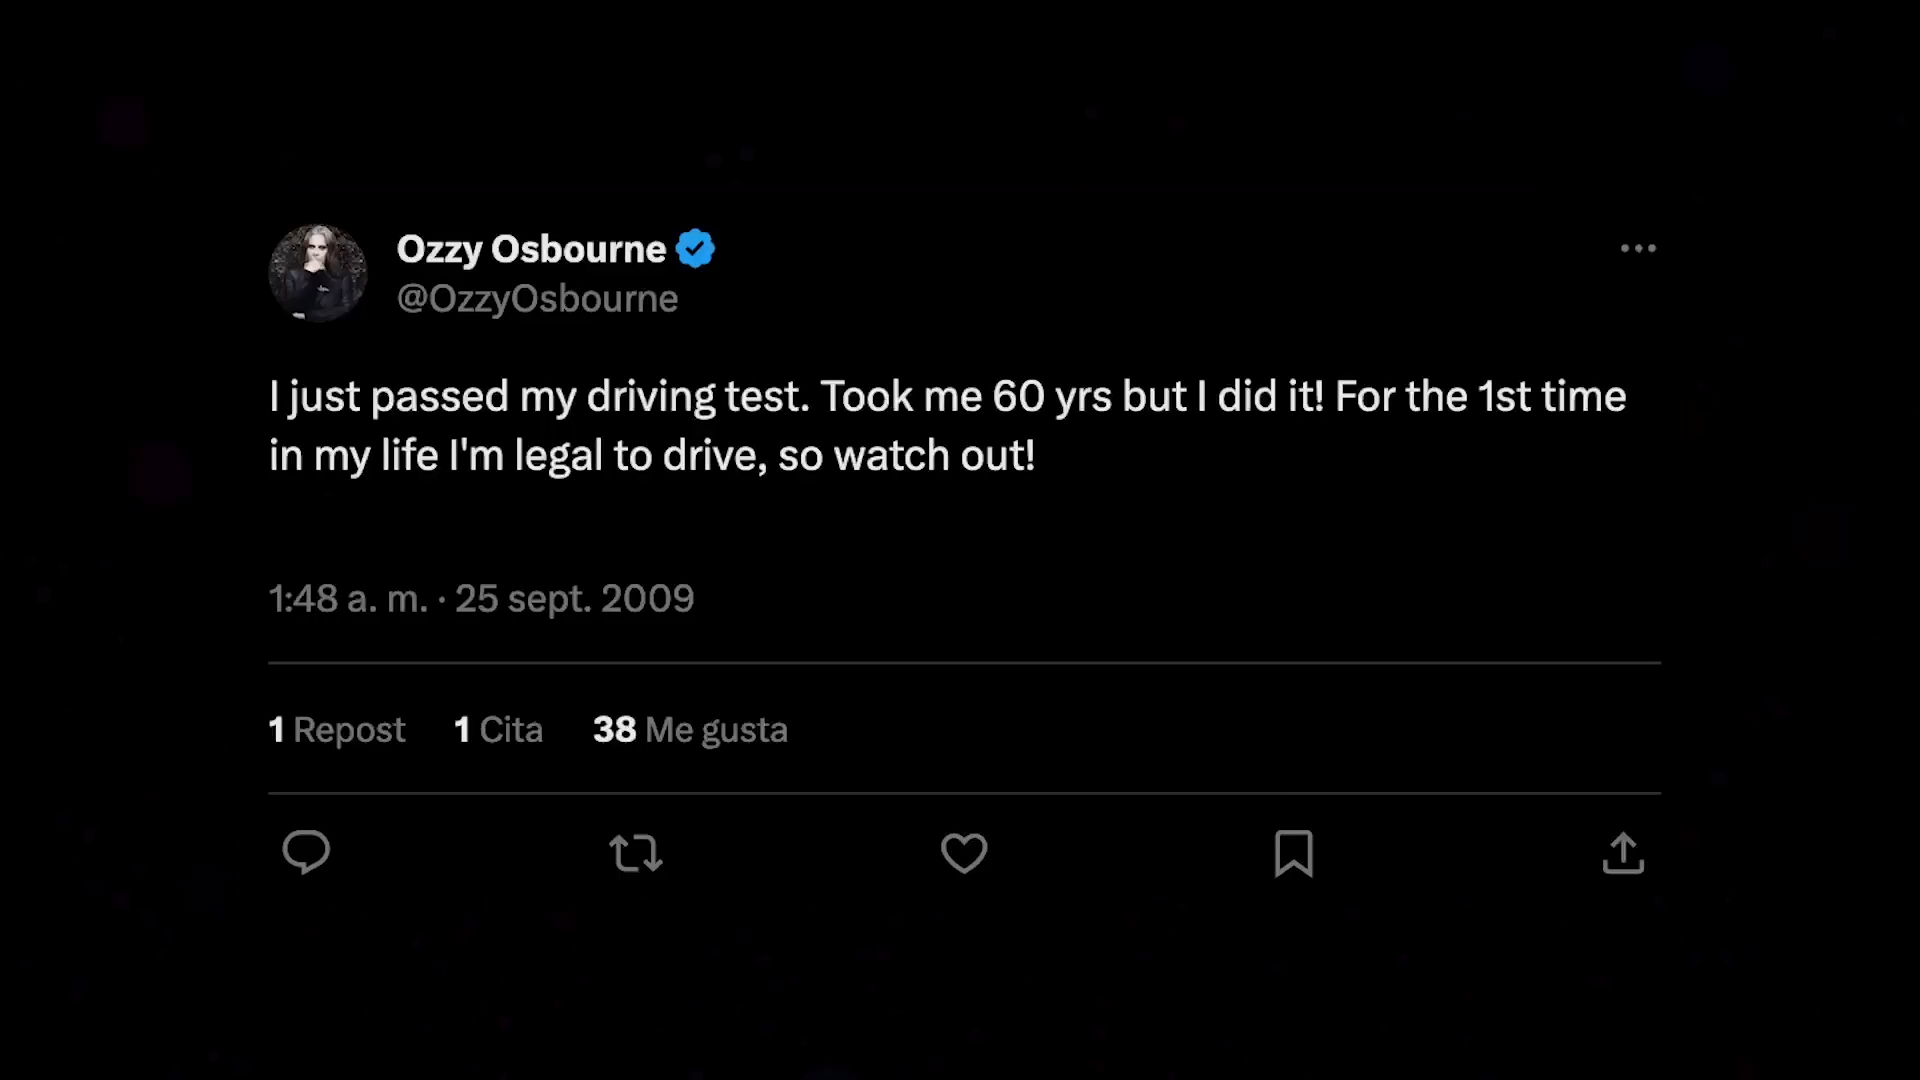 Ozzy Osbourne
@OzzyOsbourne
I just passed my driving test. Took me 60 yrs but I did it! For the 1st time
in my life I'm legal to drive, so watch out!
1:48 a. m. · 25 sept. 2009
1 Repost 1 Cita 38 Me gusta